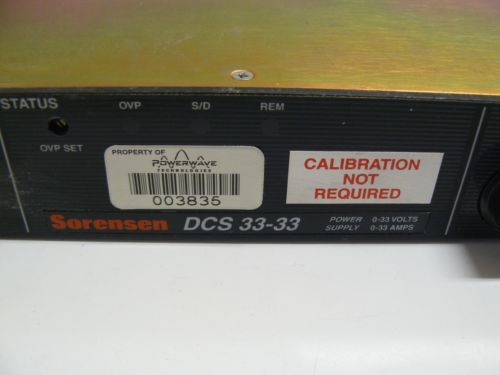 STATUS
OVP S/D REM
OVP SET
PROPERTY OF
POWERWAVE
TECHNOLOGIES
003835
CALIBRATION
NOT
REQUIRED
Sorensen DCS 33-33
POWER 0-33 VOLTS
SUPPLY 0-33 AMPS